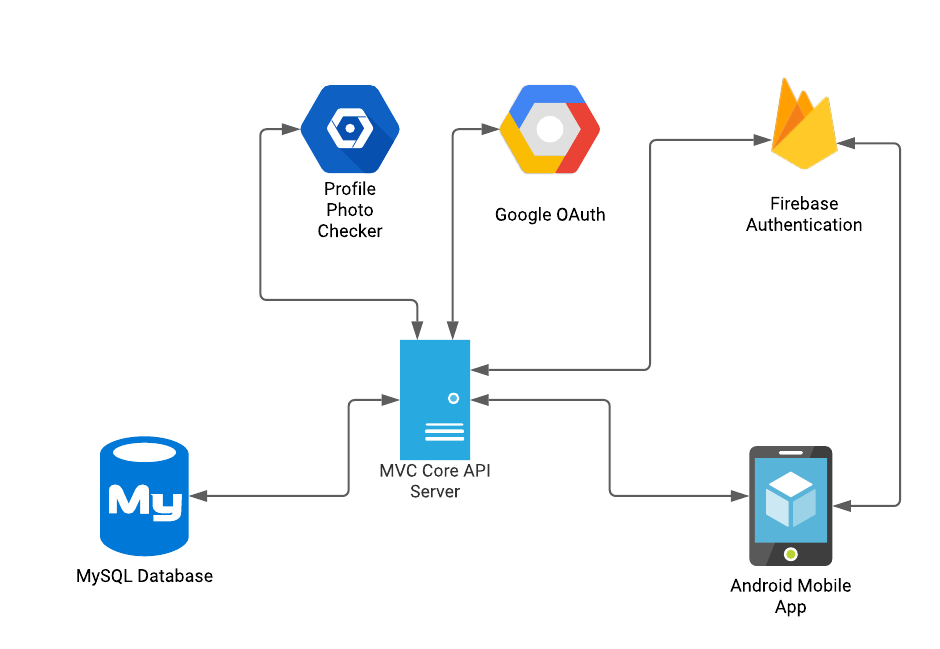 Profile
Photo
Checker
Google OAuth
Firebase
Authentication
MVC Core API
Server
My
MySQL Database
Android Mobile
App